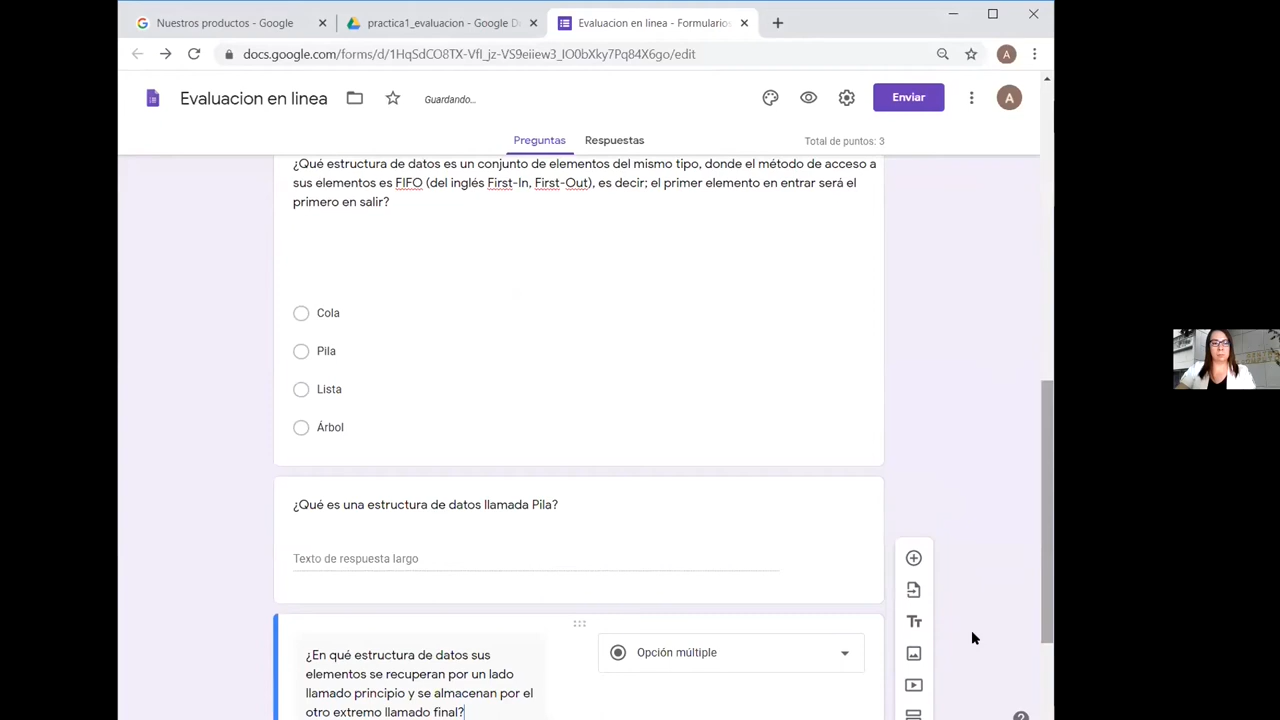 Nuestros productos - Google
practica1_evaluacion - Google D
Evaluacion en linea - Formularios
docs.google.com/forms/d/1HqSdCO8TX-VfI_jz-VS9eiiew3_IO0bXky7Pq84X6go/edit
A
Evaluacion en linea
Guardando...
Enviar
A
Preguntas
Respuestas
Total de puntos: 3
¿Qué estructura de datos es un conjunto de elementos del mismo tipo, donde el método de acceso a
sus elementos es FIFO (del inglés First-In, First-Out), es decir; el primer elemento en entrar será el
primero en salir?
Cola
Pila
Lista
Árbol
¿Qué es una estructura de datos llamada Pila?
Texto de respuesta largo
¿En qué estructura de datos sus
elementos se recuperan por un lado
llamado principio y se almacenan por el
otro extremo llamado final?
Opción múltiple
Tт